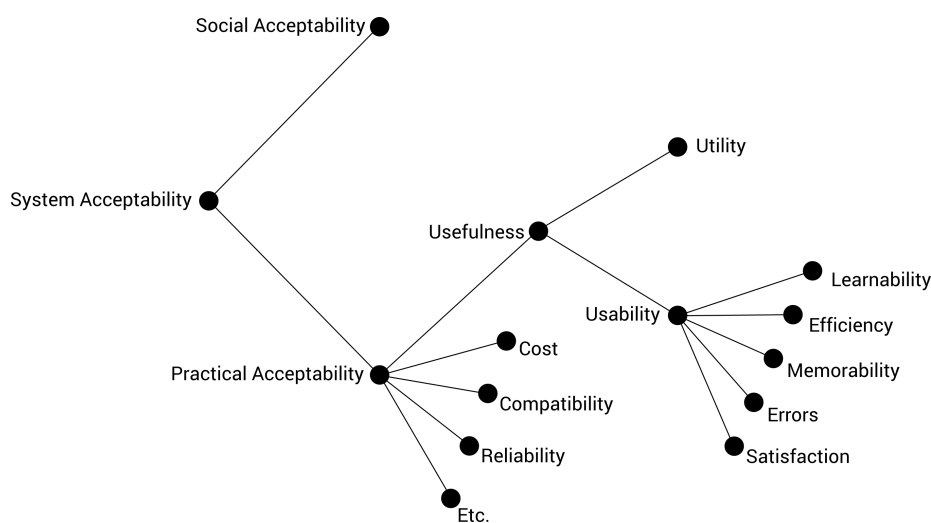 Social Acceptability
Utility
System Acceptability
Usefulness
Learnability
Usability
Efficiency
Cost
Memorability
Practical Acceptability
Compatibility
Errors
Reliability
Satisfaction
Etc.